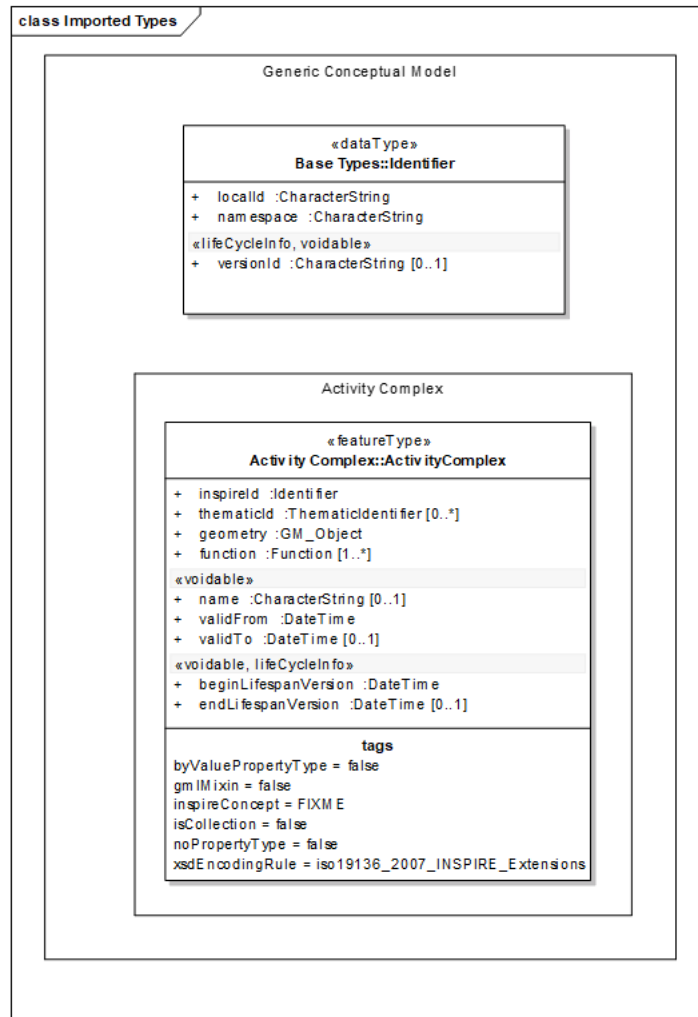 class Imported Types
Generic Conceptual Model
«dataType»
Base Types::Identifier
+ localId :CharacterString
+ namespace :CharacterString
«lifeCycleInfo, voidable»
+ versionId :CharacterString [0..1]
Activity Complex
«featureType»
Activity Complex::ActivityComplex
+ inspireId :Identifier
+ thematicId :ThematicIdentifier [0..*]
+ geometry :GM_Object
+ function :Function [1..*]
«voidable»
+ name :CharacterString [0..1]
+ validFrom :DateTime
+ validTo :DateTime [0..1]
«voidable, lifeCycleInfo»
+ beginLifespanVersion :DateTime
+ endLifespanVersion :DateTime [0..1]
tags
byValuePropertyType = false
gmlMixin = false
inspireConcept = FIXME
isCollection = false
noPropertyType = false
xsdEncodingRule = iso19136_2007_INSPIRE_Extensions